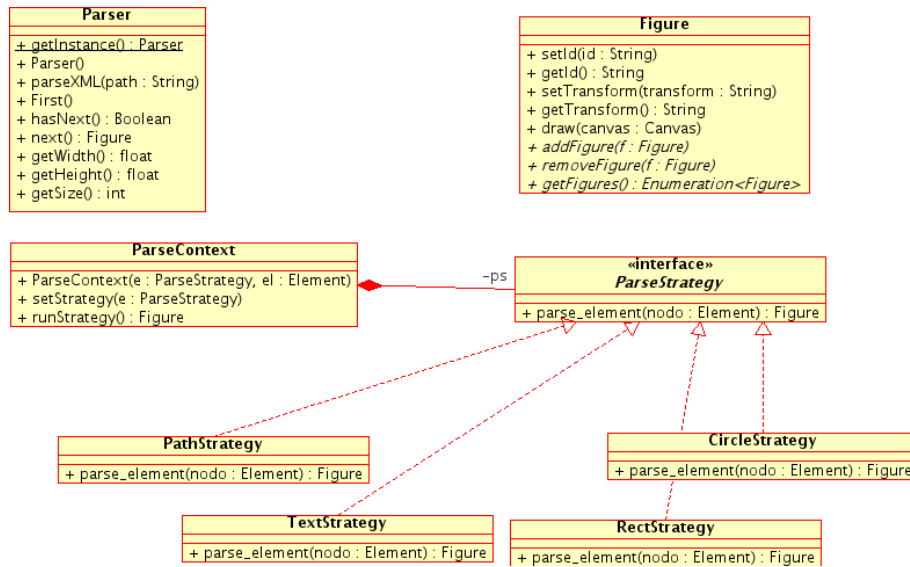 Parser
+ getInstance() : Parser
+ Parser()
+ parseXML(path : String)
+ First()
+ hasNext() : Boolean
+ next() : Figure
+ getWidth() : float
+ getHeight() : float
+ getSize() : int
Figure
+ setId(id : String)
+ getId() : String
+ setTransform(transform : String)
+ getTransform() : String
+ draw(canvas : Canvas)
+ addFigure(f : Figure)
+ removeFigure(f : Figure)
+ getFigures() : Enumeration<Figure>
ParseContext
+ ParseContext(e : ParseStrategy, el : Element)
+ setStrategy(e : ParseStrategy)
+ runStrategy() : Figure
-ps
«interface»
ParseStrategy
+ parse_element(nodo : Element) : Figure
PathStrategy
+ parse_element(nodo : Element) : Figure
CircleStrategy
+ parse_element(nodo : Element) : Figure
TextStrategy
+ parse_element(nodo : Element) : Figure
RectStrategy
+ parse_element(nodo : Element) : Figure